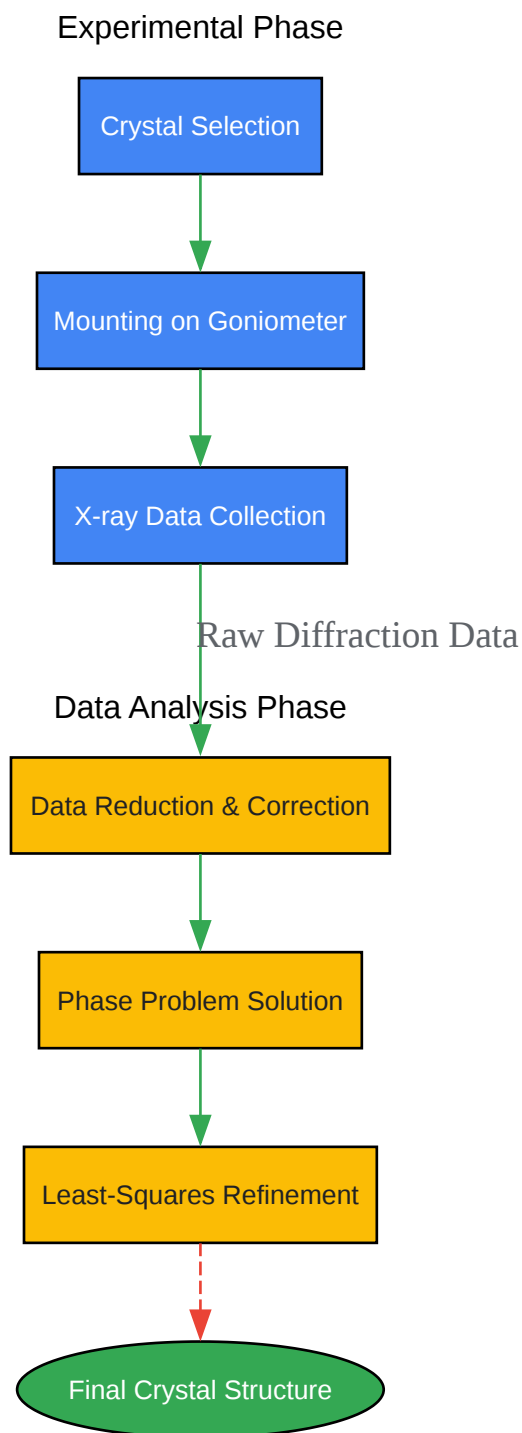 Experimental Phase
Crystal Selection
Mounting on Goniometer
X-ray Data Collection
Raw Diffraction Data
Data Analysis Phase
Data Reduction & Correction
Phase Problem Solution
Least-Squares Refinement
Final Crystal Structure